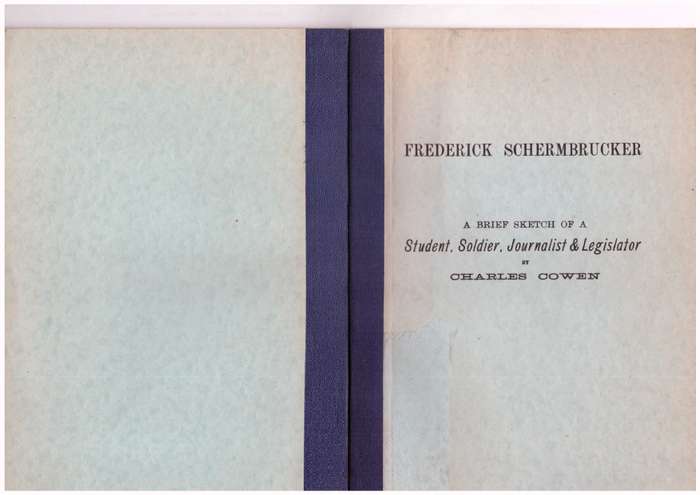 FREDERICK SCHERMBRUCKER
A BRIEF SKETCH OF A
Student, Soldier, Journalist & Legislator
BY
CHARLES COWEN